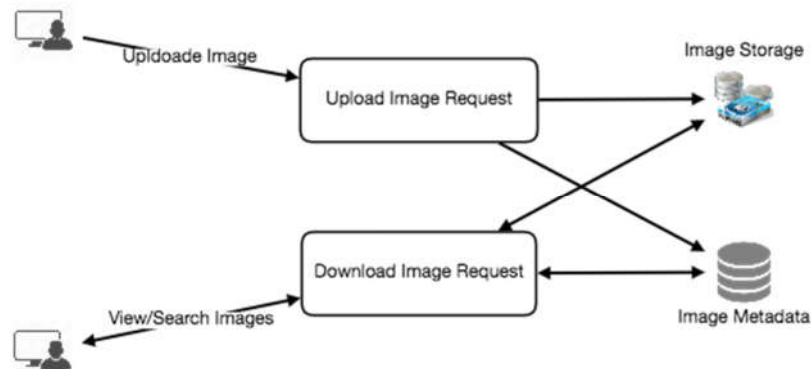 Upldoade Image
Image Storage
Upload Image Request
Download Image Request
View/Search Images
Image Metadata